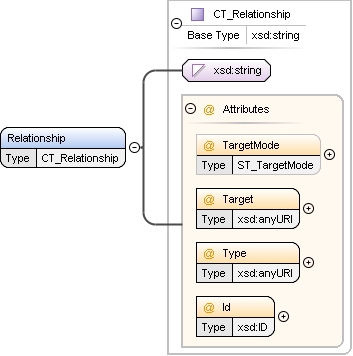 CT_Relationship
Base Type xsd:string
xsd:string
@ Attributes
Relationship
Type CT_Relationship
@ TargetMode
Type ST_TargetMode
@ Target
Type xsd:anyURI
@ Type
Type xsd:anyURI
@ Id
Type xsd:ID